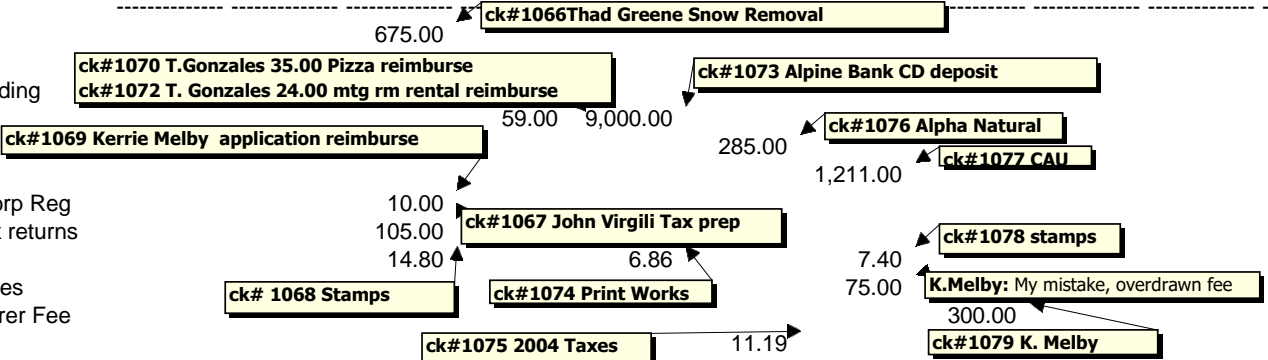 ck#1066Thad Greene Snow Removal
675.00
ck#1070 T.Gonzales 35.00 Pizza reimburse
ck#1072 T. Gonzales 24.00 mtg rm rental reimburse
ck#1073 Alpine Bank CD deposit
ding
59.00 9,000.00
ck#1069 Kerrie Melby application reimburse
ck#1076 Alpha Natural
285.00
ck#1077 CAU
1,211.00
orp Reg 10.00
ck#1067 John Virgili Tax prep
returns 105.00
ck#1078 stamps
14.80 6.86 7.40
es 75.00
K.Melby: My mistake, overdrawn fee
ck# 1068 Stamps
ck#1074 Print Works
rer Fee 300.00
ck#1075 2004 Taxes
11.19
ck#1079 K. Melby